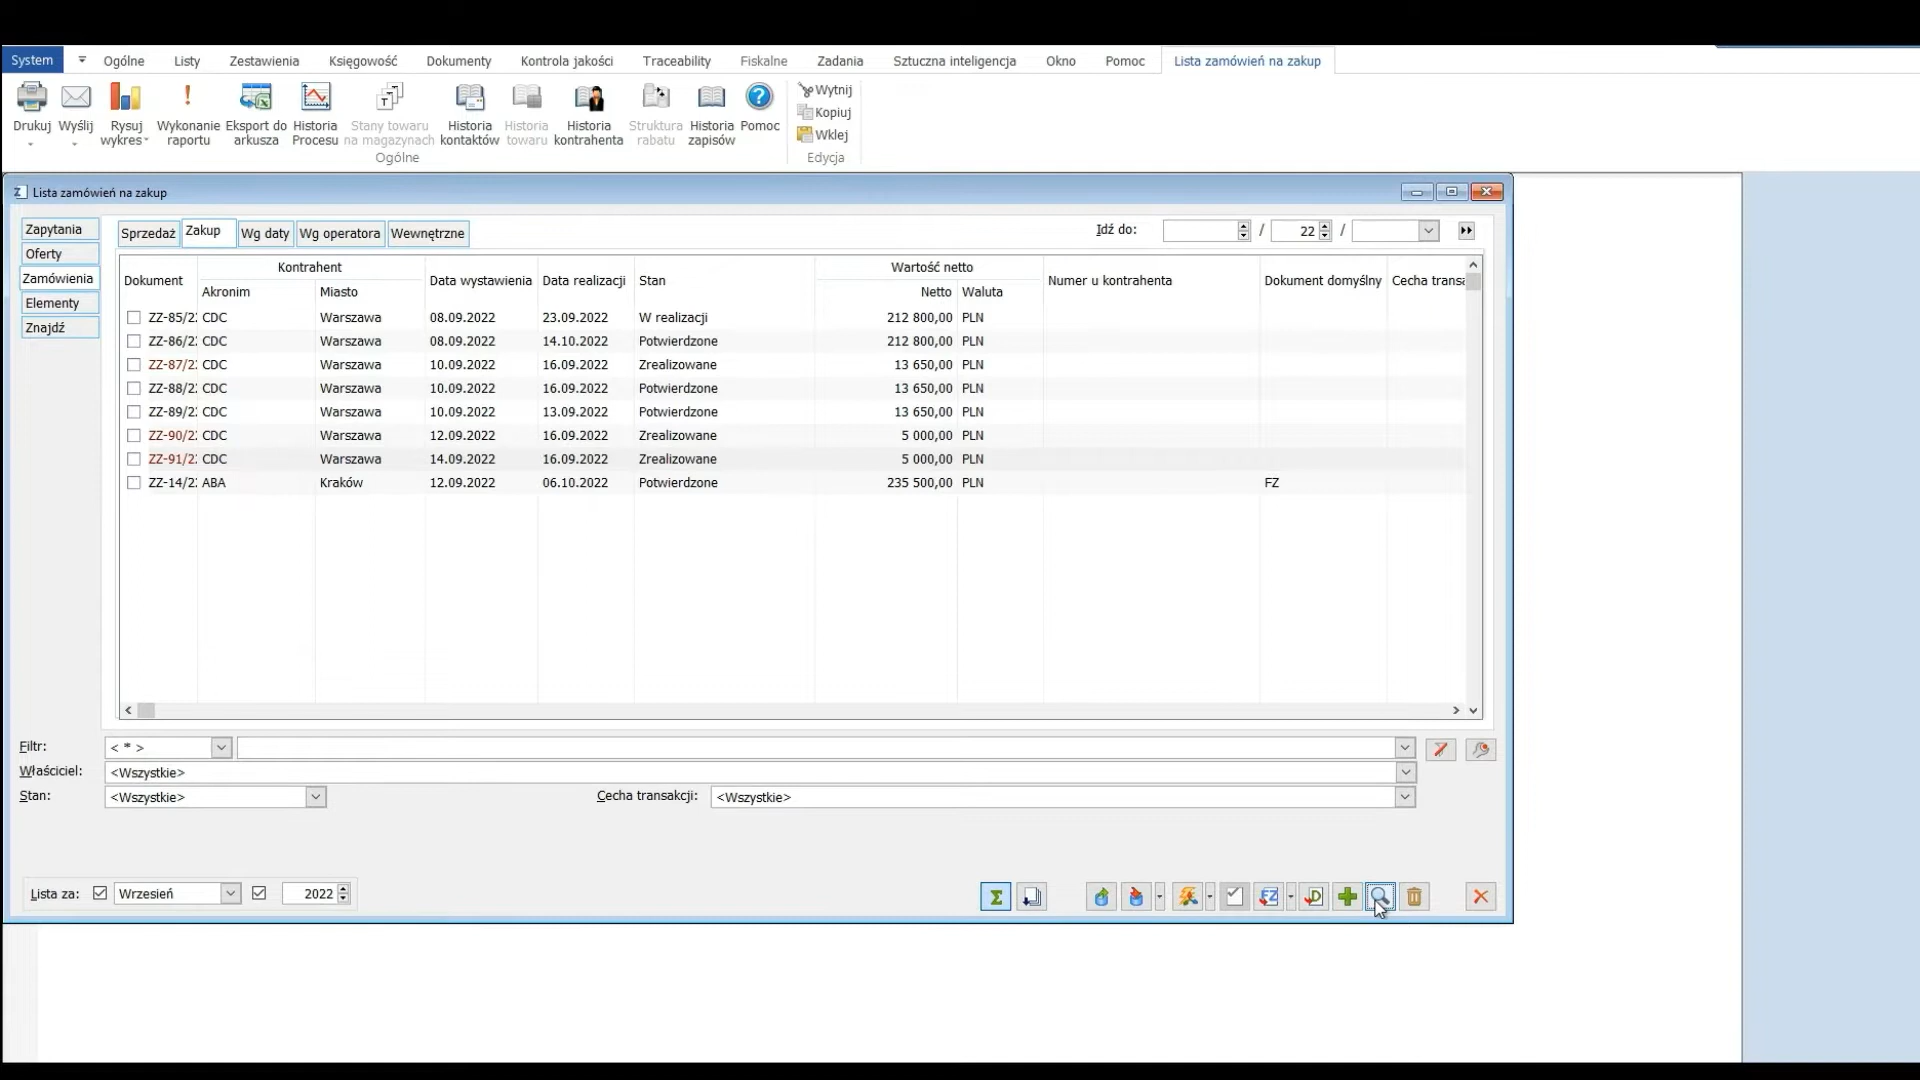 System Ogólne Listy Zestawienia Księgowość Dokumenty Kontrola jakości Traceability Fiskalne Zadania Sztuczna inteligencja Okno Pomoc Lista zamówień na zakup
Drukuj Wyślij Rysuj wykres Wykonanie raportu Eksport do arkusza Historia Procesu Stany towaru na magazynach Historia kontaktów Historia towaru Historia kontrahenta Struktura rabatu Historia zapisów Pomoc
Wytnij
Kopiuj
Wklej
Ogólne Edycja
Lista zamówień na zakup
Zapytania
Oferty
Zamówienia
Elementy
Znajdź
Sprzedaż Zakup Wg daty Wg operatora Wewnętrzne Idź do: / 22 /
Kontrahent Wartość netto
Dokument Data wystawienia Data realizacji Stan Numer u kontrahenta Dokument domyślny Cecha transa
Akronim Miasto Netto Waluta
ZZ-85/2 CDC Warszawa 08.09.2022 23.09.2022 W realizacji 212 800,00 PLN
ZZ-86/2 CDC Warszawa 08.09.2022 14.10.2022 Potwierdzone 212 800,00 PLN
ZZ-87/2 CDC Warszawa 10.09.2022 16.09.2022 Zrealizowane 13 650,00 PLN
ZZ-88/2 CDC Warszawa 10.09.2022 16.09.2022 Potwierdzone 13 650,00 PLN
ZZ-89/2 CDC Warszawa 10.09.2022 13.09.2022 Potwierdzone 13 650,00 PLN
ZZ-90/2 CDC Warszawa 12.09.2022 16.09.2022 Zrealizowane 5 000,00 PLN
ZZ-91/2 CDC Warszawa 14.09.2022 16.09.2022 Zrealizowane 5 000,00 PLN
ZZ-14/2 ABA Kraków 12.09.2022 06.10.2022 Potwierdzone 235 500,00 PLN FZ
Filtr: < * >
Właściciel: <Wszystkie>
Stan: <Wszystkie> Cecha transakcji: <Wszystkie>
Lista za: Wrzesień 2022 Σ FZ D